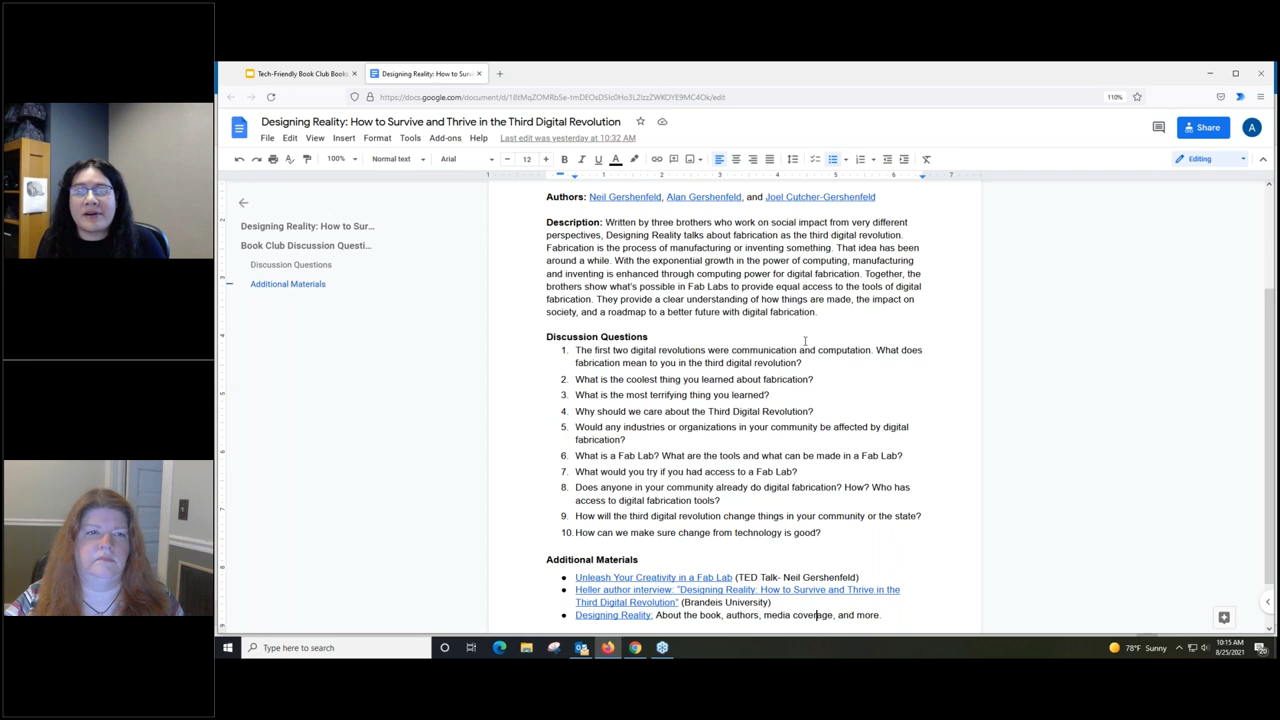 Tech-Friendly Book Club Books
Designing Reality: How to Surv
https://docs.google.com/document/d/
110%
Designing Reality: How to Survive and Thrive in the Third Digital Revolution
File Edit View Insert Format Tools Add-ons Help Last edit was yesterday at 10:32 AM
Share
A
100% Normal text Arial 12 Editing
1 1 2 3 4 5 6 7
Designing Reality: How to Sur...
Book Club Discussion Questi...
Discussion Questions
Additional Materials
Authors: Neil Gershenfeld, Alan Gershenfeld, and Joel Cutcher-Gershenfeld
Description: Written by three brothers who work on social impact from very different
perspectives, Designing Reality talks about fabrication as the third digital revolution.
Fabrication is the process of manufacturing or inventing something. That idea has been
around a while. With the exponential growth in the power of computing, manufacturing
and inventing is enhanced through computing power for digital fabrication. Together, the
brothers show what's possible in Fab Labs to provide equal access to the tools of digital
fabrication. They provide a clear understanding of how things are made, the impact on
society, and a roadmap to a better future with digital fabrication.
Discussion Questions
1. The first two digital revolutions were communication and computation. What does
fabrication mean to you in the third digital revolution?
2. What is the coolest thing you learned about fabrication?
3. What is the most terrifying thing you learned?
4. Why should we care about the Third Digital Revolution?
5. Would any industries or organizations in your community be affected by digital
fabrication?
6. What is a Fab Lab? What are the tools and what can be made in a Fab Lab?
7. What would you try if you had access to a Fab Lab?
8. Does anyone in your community already do digital fabrication? How? Who has
access to digital fabrication tools?
9. How will the third digital revolution change things in your community or the state?
10. How can we make sure change from technology is good?
Additional Materials
● Unleash Your Creativity in a Fab Lab (TED Talk- Neil Gershenfeld)
● Heller author interview: "Designing Reality: How to Survive and Thrive in the
Third Digital Revolution" (Brandeis University)
● Designing Reality: About the book, authors, media coverage, and more.
Type here to search
78°F Sunny
10:15 AM
8/25/2021
20